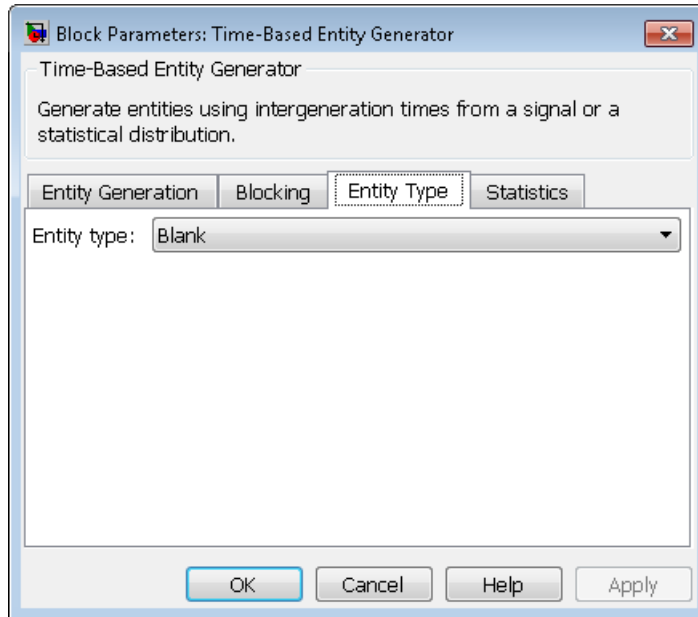 Block Parameters: Time-Based Entity Generator
Time-Based Entity Generator
Generate entities using intergeneration times from a signal or a
statistical distribution.
Entity Generation Blocking Entity Type Statistics
Entity type: Blank
OK Cancel Help Apply